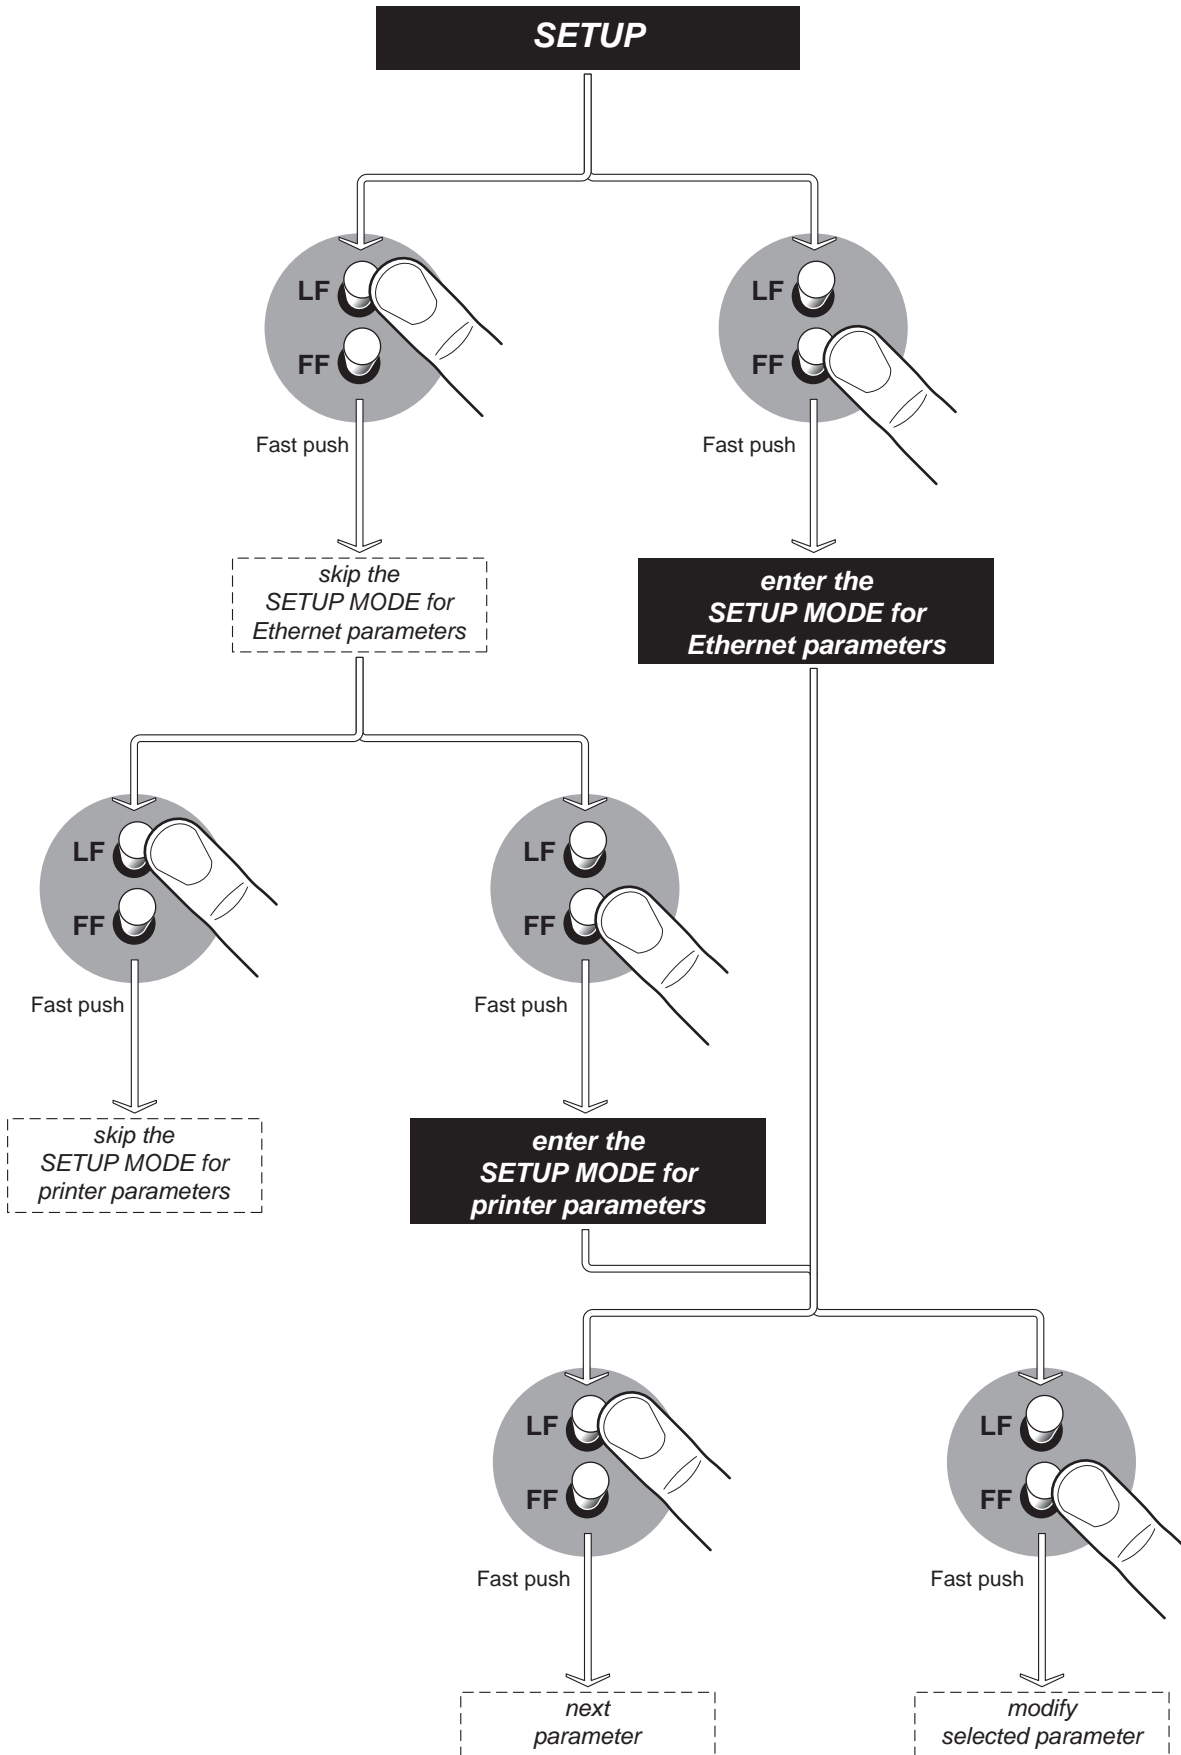 SETUP
LF
FF
LF
FF
Fast push
Fast push
skip the
SETUP MODE for
Ethernet parameters
enter the
SETUP MODE for
Ethernet parameters
LF
FF
LF
FF
Fast push
Fast push
skip the
SETUP MODE for
printer parameters
enter the
SETUP MODE for
printer parameters
LF
FF
LF
FF
Fast push
Fast push
next
parameter
modify
selected parameter